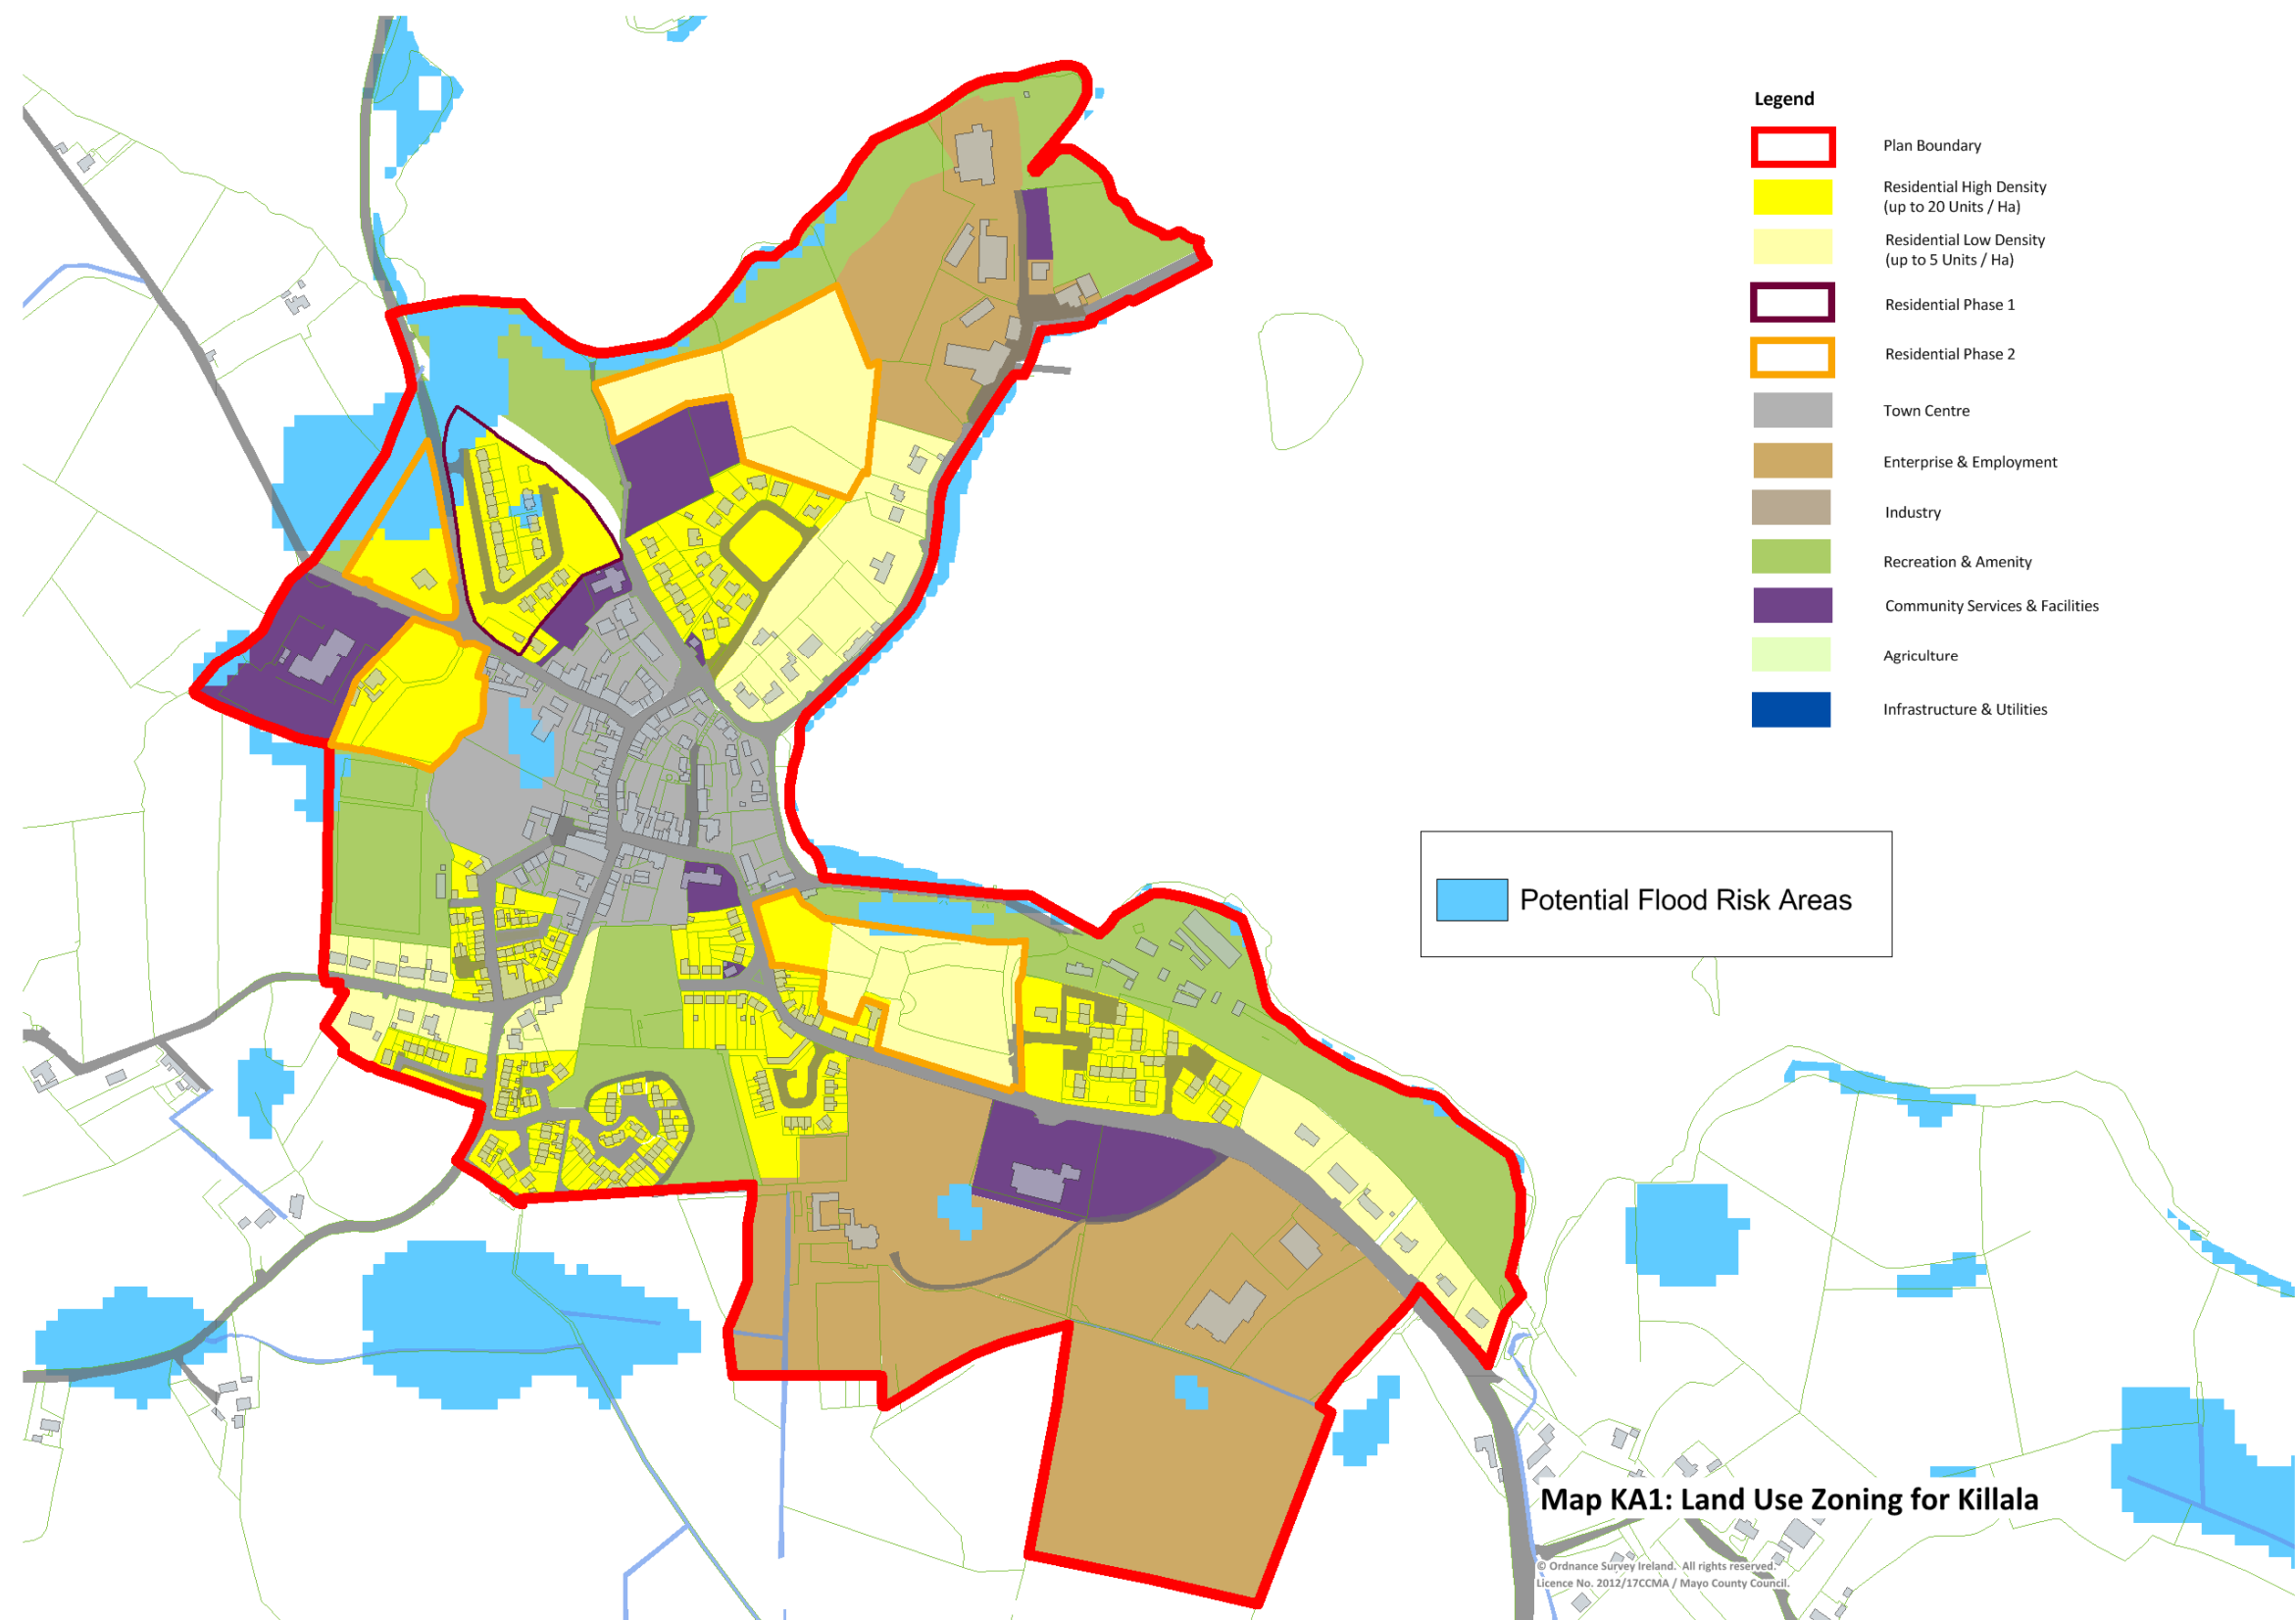 Legend
Plan Boundary
Residential High Density
(up to 20 Units / Ha)
Residential Low Density
(up to 5 Units / Ha)
Residential Phase 1
Residential Phase 2
Town Centre
Enterprise & Employment
Industry
Recreation & Amenity
Community Services & Facilities
Agriculture
Infrastructure & Utilities
Potential Flood Risk Areas
Map KA1: Land Use Zoning for Killala
© Ordnance Survey Ireland. All rights reserved.
Licence No. 2012/17CCMA / Mayo County Council.